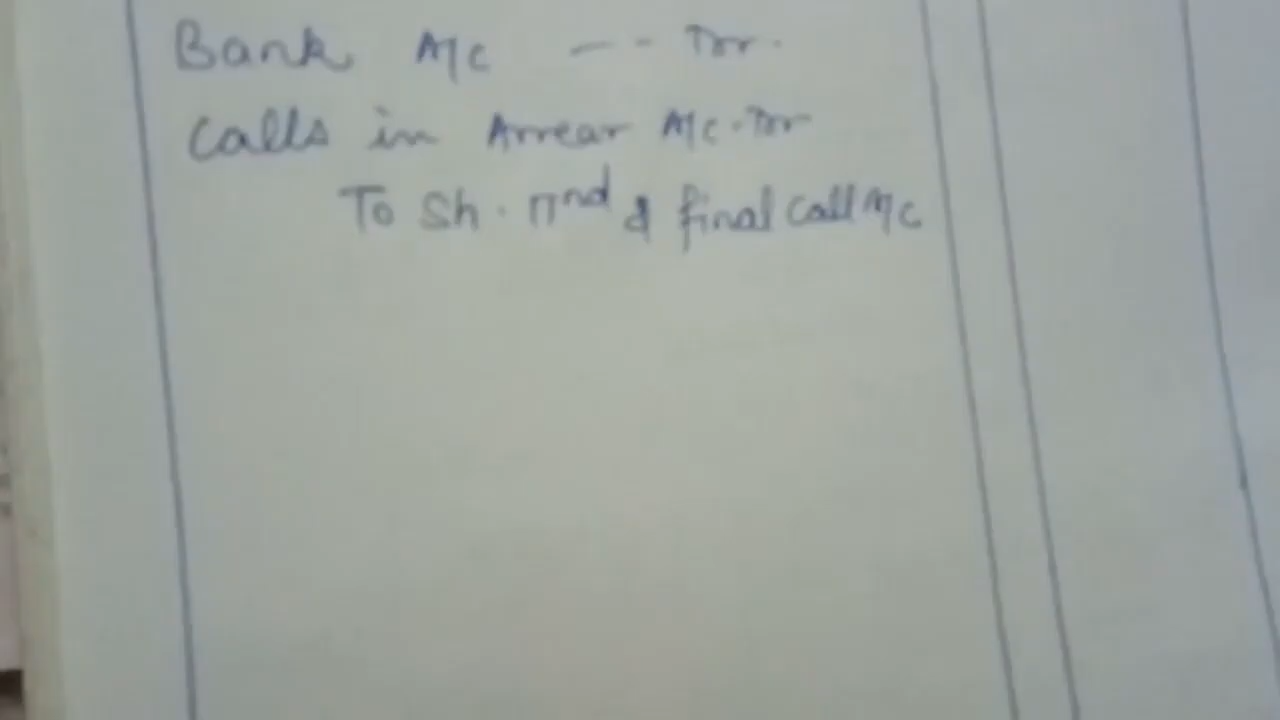 Bank A/c -- Dr.
Calls in Arrear A/c. Dr
To Sh. IInd & final call A/c